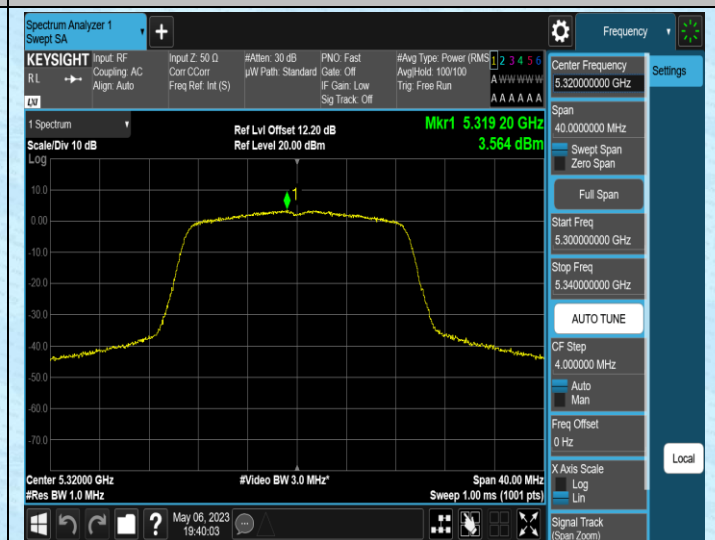 Spectrum Analyzer 1
Swept SA
+
Frequency
KEYSIGHT Input: RF
R L
Coupling: AC
Align: Auto
LXI
Input Z: 50 Ω
Corr CCorr
Freq Ref: Int (S)
#Atten: 30 dB
µW Path: Standard
PNO: Fast
Gate: Off
IF Gain: Low
Sig Track: Off
#Avg Type: Power (RMS
Avg|Hold: 100/100
Trig: Free Run
1 2 3 4 5 6
A W W W W W
A A A A A A
Center Frequency
5.320000000 GHz
Settings
Span
40.0000000 MHz
Swept Span
Zero Span
Full Span
Start Freq
5.300000000 GHz
Stop Freq
5.340000000 GHz
AUTO TUNE
CF Step
4.000000 MHz
Auto
Man
Freq Offset
0 Hz
X Axis Scale
Log
Lin
Signal Track
(Span Zoom)
Local
1 Spectrum
Scale/Div 10 dB
Log
Ref Lvl Offset 12.20 dB
Ref Level 20.00 dBm
Mkr1 5.319 20 GHz
3.564 dBm
1
10.0
0.00
-10.0
-20.0
-30.0
-40.0
-50.0
-60.0
-70.0
Center 5.32000 GHz
#Res BW 1.0 MHz
#Video BW 3.0 MHz*
Span 40.00 MHz
Sweep 1.00 ms (1001 pts)
?
May 06, 2023
19:40:03